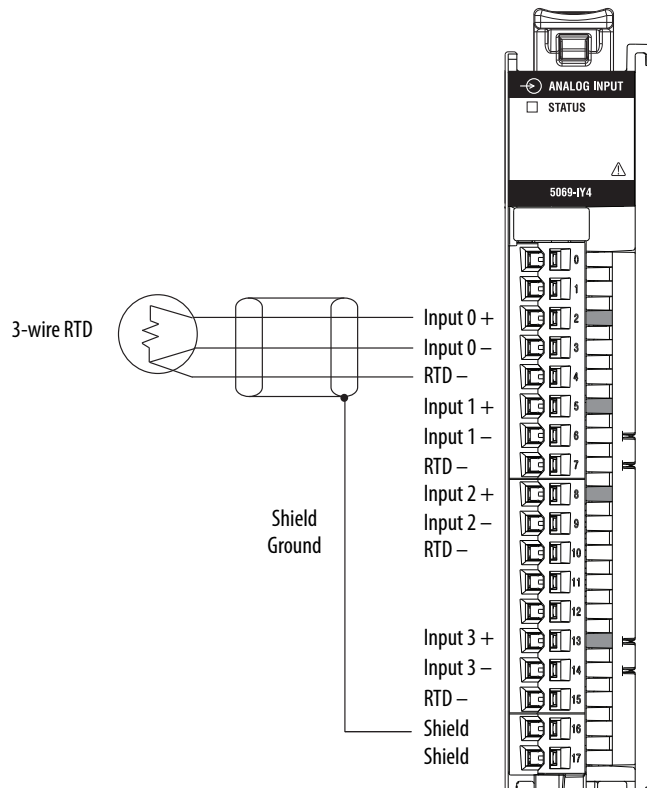 ANALOG INPUT
STATUS
5069-IY4
0
1
3-wire RTD
Input 0 + 2
Input 0 – 3
RTD – 4
Input 1 + 5
Input 1 – 6
RTD – 7
Input 2 + 8
Input 2 – 9
RTD – 10
Shield
Ground
11
12
Input 3 + 13
Input 3 – 14
RTD – 15
Shield 16
Shield 17